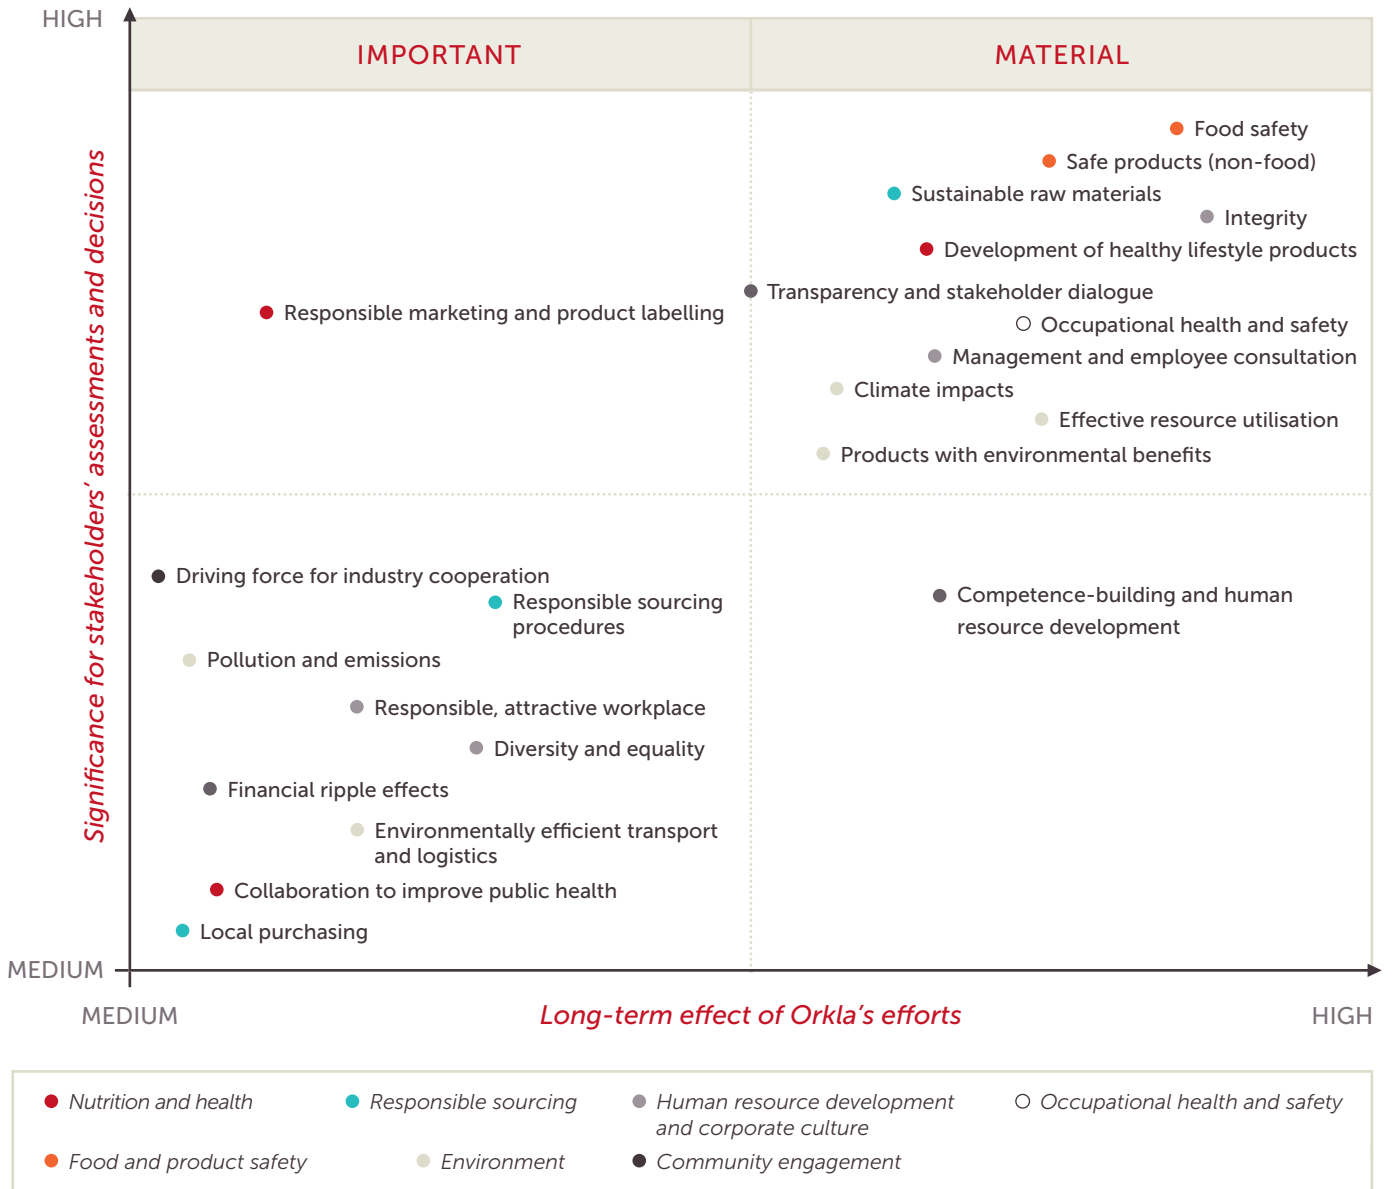 HIGH
IMPORTANT
MATERIAL
Significance for stakeholders’ assessments and decisions
Food safety
Safe products (non-food)
Sustainable raw materials
Integrity
Development of healthy lifestyle products
Transparency and stakeholder dialogue
Responsible marketing and product labelling
Occupational health and safety
Management and employee consultation
Climate impacts
Effective resource utilisation
Products with environmental benefits
Driving force for industry cooperation
Responsible sourcing
procedures
Competence-building and human
resource development
Pollution and emissions
Responsible, attractive workplace
Diversity and equality
Financial ripple effects
Environmentally efficient transport
and logistics
Collaboration to improve public health
Local purchasing
MEDIUM
MEDIUM
Long-term effect of Orkla’s efforts
HIGH
Nutrition and health
Responsible sourcing
Human resource development
and corporate culture
Occupational health and safety
Food and product safety
Environment
Community engagement